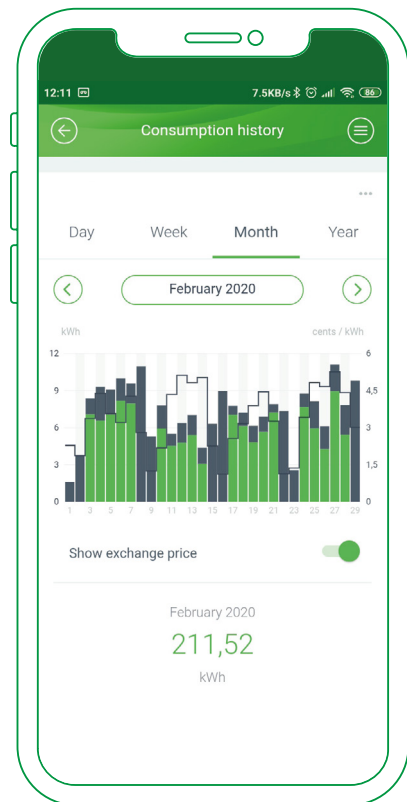 12:11 7.5KB/s 86
Consumption history
...
Day Week Month Year
February 2020
kWh cents / kWh
12 6
9 4,5
6 3
3 1,5
0 0
1 3 5 7 9 11 13 15 17 19 21 23 25 27 29
Show exchange price
February 2020
211,52
kWh